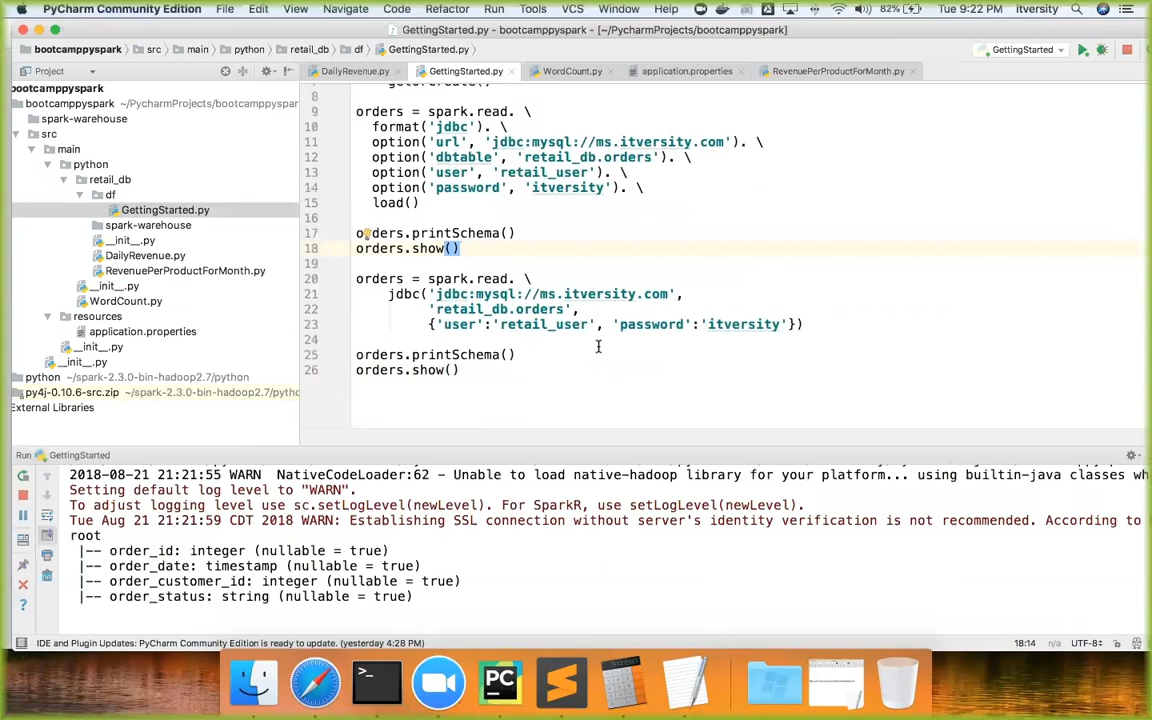 PyCharm Community Edition File Edit View Navigate Code Refactor Run Tools VCS Window Help 82% Tue 9:22 PM itversity
GettingStarted.py - bootcamppyspark - [~/PycharmProjects/bootcamppyspark]
bootcamppyspark src main python retail_db df GettingStarted.py GettingStarted
Project DailyRevenue.py GettingStarted.py WordCount.py application.properties RevenuePerProductForMonth.py
bootcamppyspark
bootcamppyspark ~/PycharmProjects/bootcamppyspark
spark-warehouse
src
main
python
retail_db
df
GettingStarted.py
spark-warehouse
__init__.py
DailyRevenue.py
RevenuePerProductForMonth.py
__init__.py
WordCount.py
resources
application.properties
__init__.py
__init__.py
python ~/spark-2.3.0-bin-hadoop2.7/python
py4j-0.10.6-src.zip ~/spark-2.3.0-bin-hadoop2.7/pytho
External Libraries
8
9 orders = spark.read. \
10 format('jdbc'). \
11 option('url', 'jdbc:mysql://ms.itversity.com'). \
12 option('dbtable', 'retail_db.orders'). \
13 option('user', 'retail_user'). \
14 option('password', 'itversity'). \
15 load()
16
17 orders.printSchema()
18 orders.show()
19
20 orders = spark.read. \
21 jdbc('jdbc:mysql://ms.itversity.com',
22 'retail_db.orders',
23 {'user':'retail_user', 'password':'itversity'})
24
25 orders.printSchema()
26 orders.show()
Run GettingStarted
2018-08-21 21:21:55 WARN  NativeCodeLoader:62 - Unable to load native-hadoop library for your platform... using builtin-java classes wh
Setting default log level to "WARN".
To adjust logging level use sc.setLogLevel(newLevel). For SparkR, use setLogLevel(newLevel).
Tue Aug 21 21:21:59 CDT 2018 WARN: Establishing SSL connection without server's identity verification is not recommended. According to
root
|-- order_id: integer (nullable = true)
|-- order_date: timestamp (nullable = true)
|-- order_customer_id: integer (nullable = true)
|-- order_status: string (nullable = true)
IDE and Plugin Updates: PyCharm Community Edition is ready to update. (yesterday 4:28 PM) 18:14 n/a UTF-8
PC